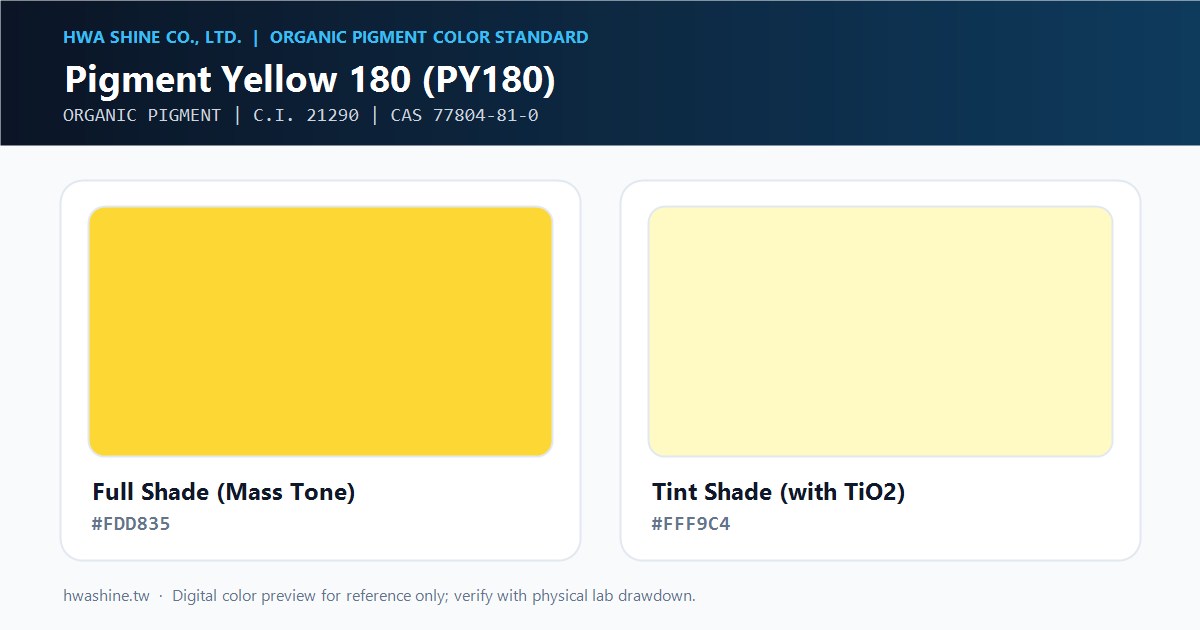 HWA SHINE CO., LTD. | ORGANIC PIGMENT COLOR STANDARD
Pigment Yellow 180 (PY180)
ORGANIC PIGMENT | C.I. 21290 | CAS 77804-81-0
Full Shade (Mass Tone)
#FDD835
Tint Shade (with TiO2)
#FFF9C4
hwashine.tw · Digital color preview for reference only; verify with physical lab drawdown.